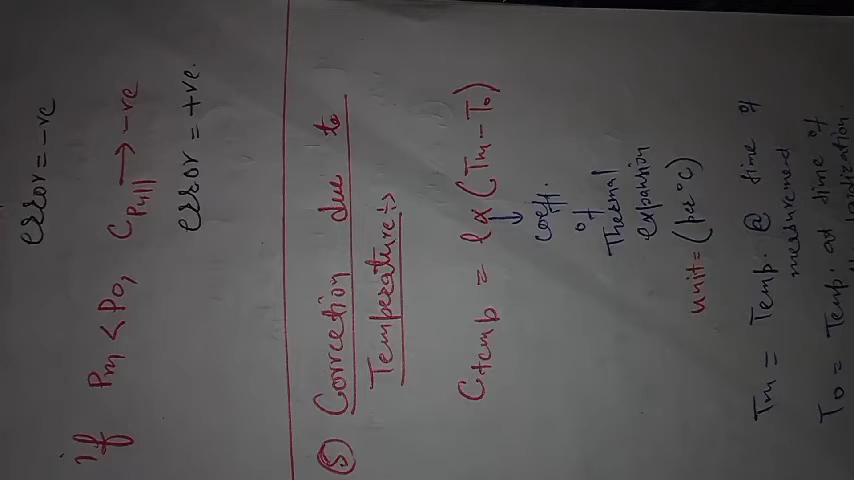 error = -ve
if Pm < Po, CPull → -ve
error = +ve.
⑤ Correction due to
Temperature :->
Ctemp = lα (Tm - To)
↓
coeff.
of
Thermal
expansion
unit = (per °C)
Tm = Temp. @ time of
measurement
To = Temp. at time of